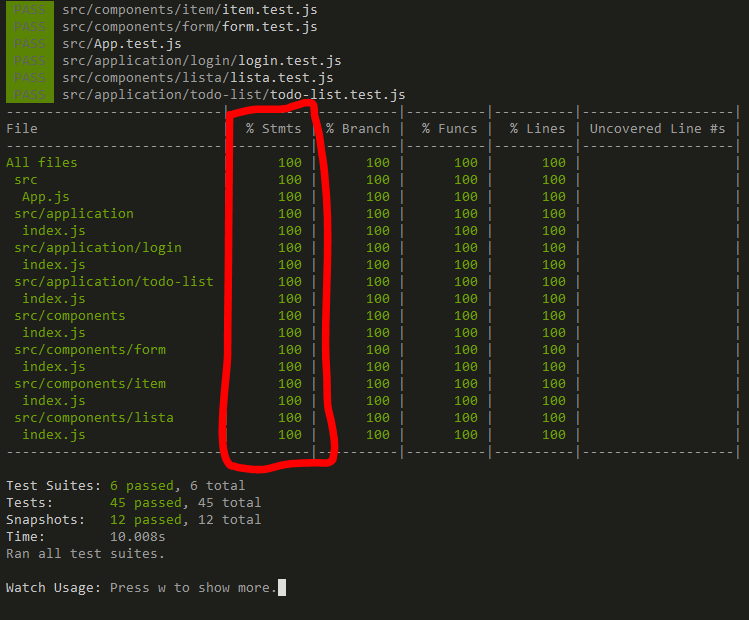 PASS src/components/item/item.test.js
PASS src/components/form/form.test.js
PASS src/App.test.js
PASS src/application/login/login.test.js
PASS src/components/lista/lista.test.js
PASS src/application/todo-list/todo-list.test.js
---------------------------|----------|----------|----------|----------|-------------------|
File | % Stmts | % Branch | % Funcs | % Lines | Uncovered Line #s |
---------------------------|----------|----------|----------|----------|-------------------|
All files | 100 | 100 | 100 | 100 | |
src | 100 | 100 | 100 | 100 | |
App.js | 100 | 100 | 100 | 100 | |
src/application | 100 | 100 | 100 | 100 | |
index.js | 100 | 100 | 100 | 100 | |
src/application/login | 100 | 100 | 100 | 100 | |
index.js | 100 | 100 | 100 | 100 | |
src/application/todo-list | 100 | 100 | 100 | 100 | |
index.js | 100 | 100 | 100 | 100 | |
src/components | 100 | 100 | 100 | 100 | |
index.js | 100 | 100 | 100 | 100 | |
src/components/form | 100 | 100 | 100 | 100 | |
index.js | 100 | 100 | 100 | 100 | |
src/components/item | 100 | 100 | 100 | 100 | |
index.js | 100 | 100 | 100 | 100 | |
src/components/lista | 100 | 100 | 100 | 100 | |
index.js | 100 | 100 | 100 | 100 | |
---------------------------|----------|----------|----------|----------|-------------------|
Test Suites: 6 passed, 6 total
Tests: 45 passed, 45 total
Snapshots: 12 passed, 12 total
Time: 10.008s
Ran all test suites.
Watch Usage: Press w to show more.